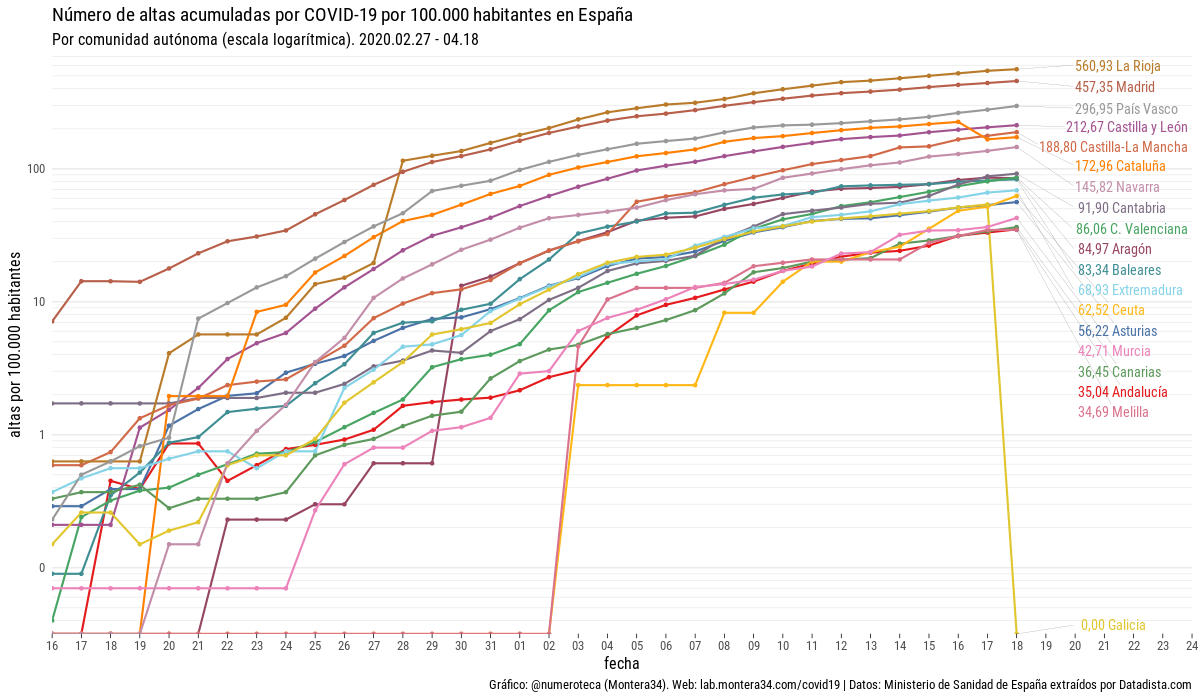 Número de altas acumuladas por COVID-19 por 100.000 habitantes en España
Por comunidad autónoma (escala logarítmica). 2020.02.27 - 04.18
altas por 100.000 habitantes
100
10
1
0
560,93 La Rioja
457,35 Madrid
296,95 País Vasco
212,67 Castilla y León
188,80 Castilla-La Mancha
172,96 Cataluña
145,82 Navarra
91,90 Cantabria
86,06 C. Valenciana
84,97 Aragón
83,34 Baleares
68,93 Extremadura
62,52 Ceuta
56,22 Asturias
42,71 Murcia
36,45 Canarias
35,04 Andalucía
34,69 Melilla
0,00 Galicia
16 17 18 19 20 21 22 23 24 25 26 27 28 29 30 31 01 02 03 04 05 06 07 08 09 10 11 12 13 14 15 16 17 18 19 20 21 22 23 24
fecha
Gráfico: @numeroteca (Montera34). Web: lab.montera34.com/covid19 | Datos: Ministerio de Sanidad de España extraídos por Datadista.com